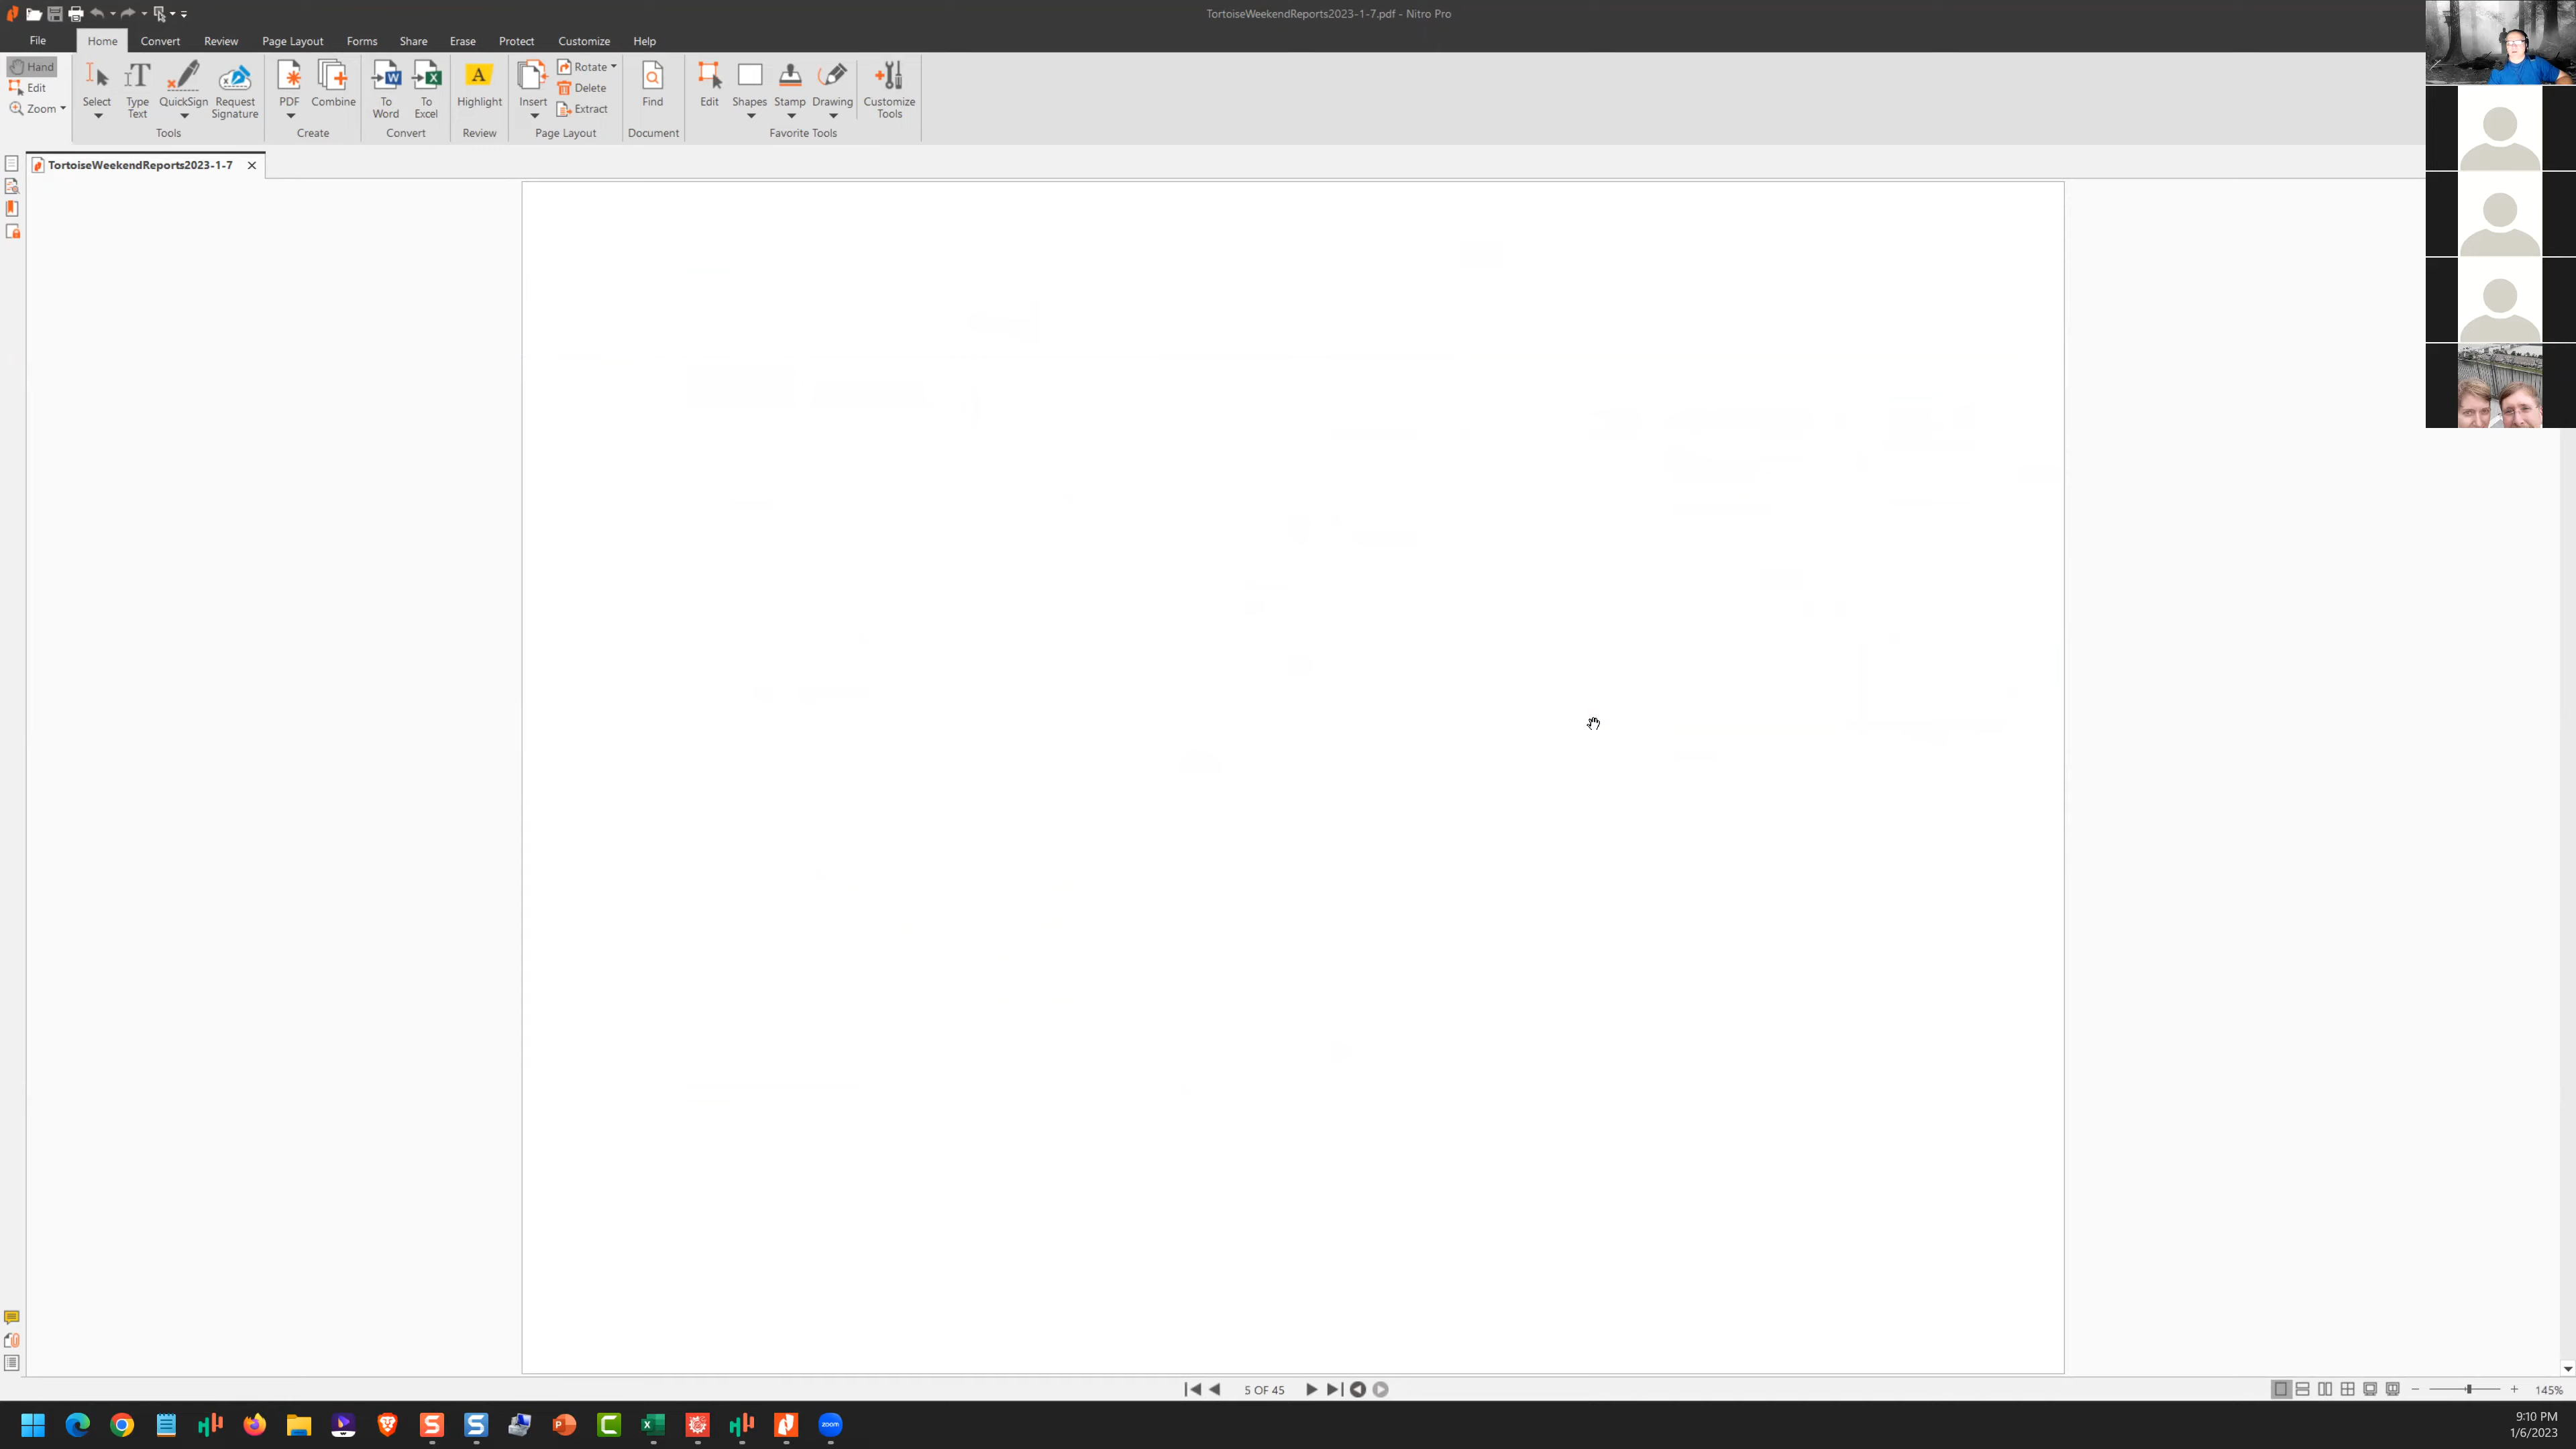 TortoiseWeekendReports2023-1-7.pdf - Nitro Pro
File Home Convert Review Page Layout Forms Share Erase Protect Customize Help
Hand
Edit
Zoom
Select
Type Text
QuickSign
Request Signature
Tools
PDF
Combine
Create
To Word
To Excel
Convert
Highlight
Review
Insert
Rotate
Delete
Extract
Page Layout
Find
Document
Edit
Shapes
Stamp
Drawing
Customize Tools
Favorite Tools
TortoiseWeekendReports2023-1-7
5 OF 45
145%
zoom
9:10 PM
1/6/2023